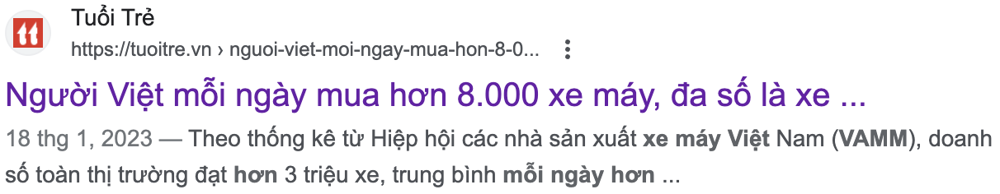 Tuổi Trẻ
https://tuoitre.vn › nguoi-viet-moi-ngay-mua-hon-8-0...
Người Việt mỗi ngày mua hơn 8.000 xe máy, đa số là xe ...
18 thg 1, 2023 — Theo thống kê từ Hiệp hội các nhà sản xuất xe máy Việt Nam (VAMM), doanh
số toàn thị trường đạt hơn 3 triệu xe, trung bình mỗi ngày hơn ...